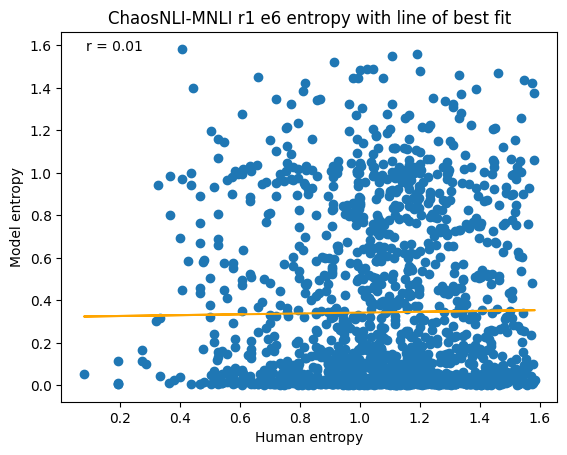 ChaosNLI-MNLI r1 e6 entropy with line of best fit
r = 0.01
Model entropy
1.6
1.4
1.2
1.0
0.8
0.6
0.4
0.2
0.0
0.2 0.4 0.6 0.8 1.0 1.2 1.4 1.6
Human entropy